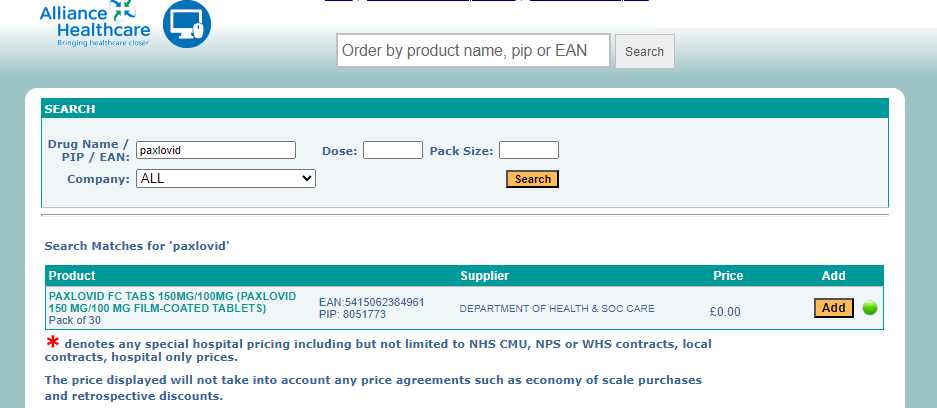 Alliance
Healthcare
Bringing healthcare closer
Order by product name, pip or EAN
Search
SEARCH
Drug Name /
PIP / EAN:
paxlovid
Dose:
Pack Size:
Company:
ALL
Search
Search Matches for 'paxlovid'
Product Supplier Price Add
PAXLOVID FC TABS 150MG/100MG (PAXLOVID
150 MG/100 MG FILM-COATED TABLETS)
Pack of 30
EAN:5415062384961
PIP: 8051773
DEPARTMENT OF HEALTH & SOC CARE
£0.00
Add
* denotes any special hospital pricing including but not limited to NHS CMU, NPS or WHS contracts, local
contracts, hospital only prices.
The price displayed will not take into account any price agreements such as economy of scale purchases
and retrospective discounts.